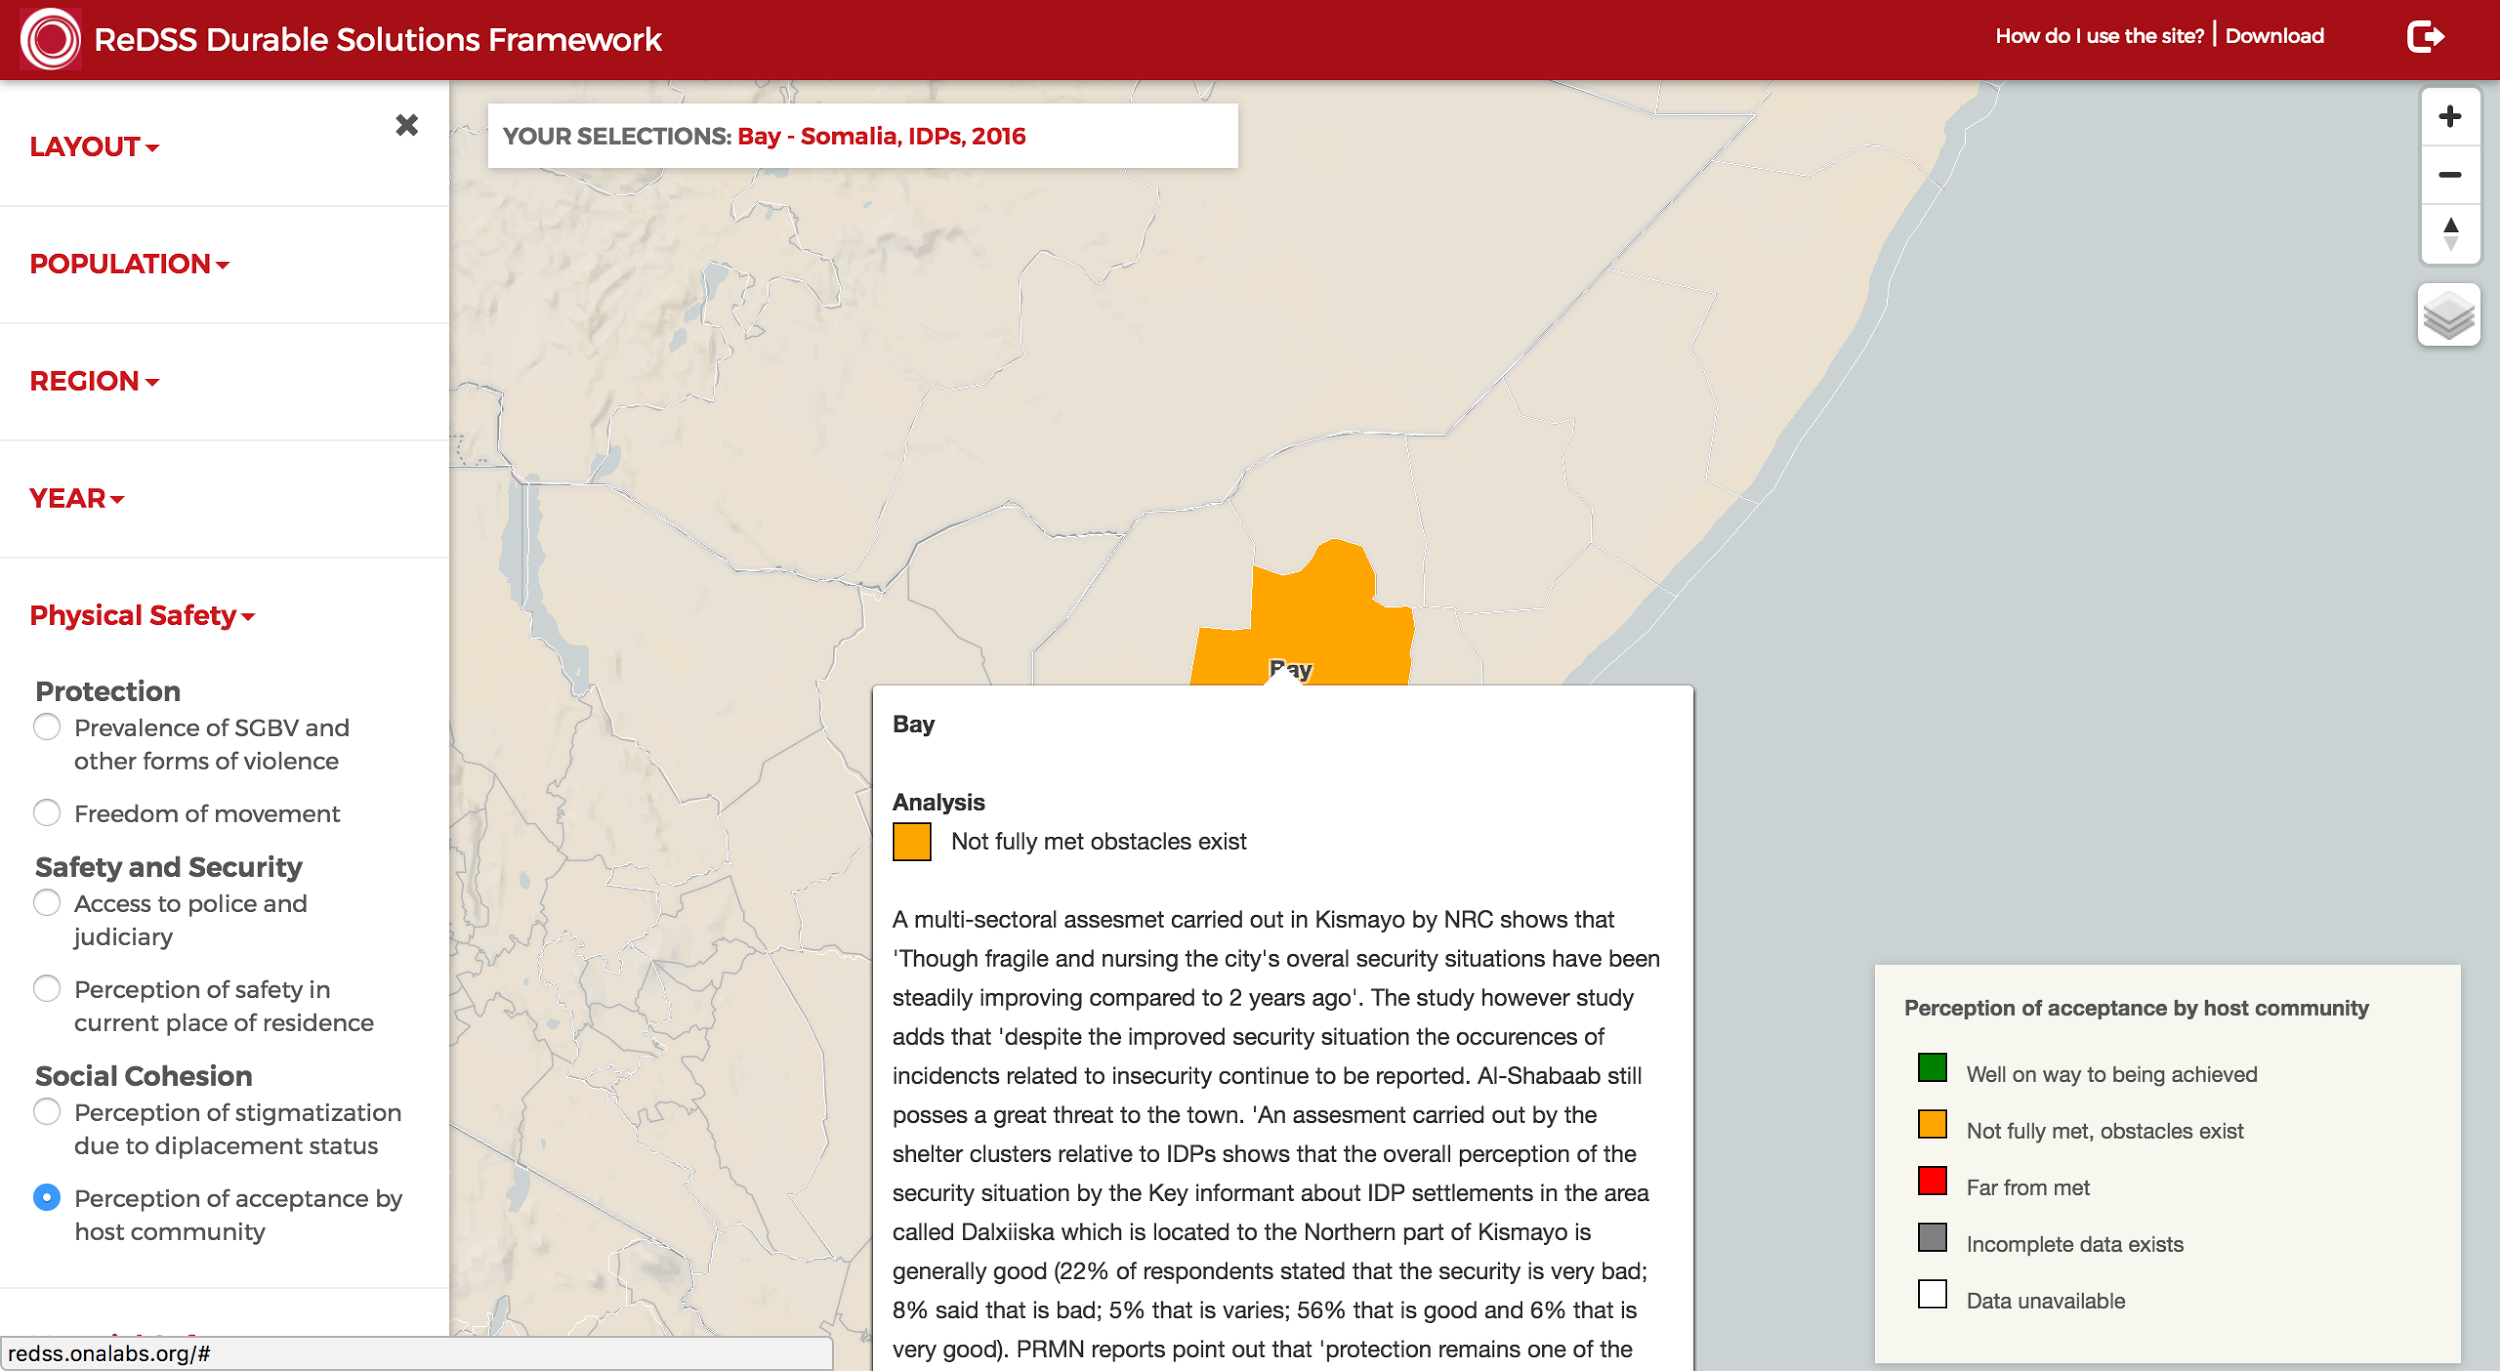 ReDSS Durable Solutions Framework
How do I use the site? | Download
LAYOUT
POPULATION
REGION
YEAR
Physical Safety
Protection
Prevalence of SGBV and
other forms of violence
Freedom of movement
Safety and Security
Access to police and
judiciary
Perception of safety in
current place of residence
Social Cohesion
Perception of stigmatization
due to diplacement status
Perception of acceptance by
host community
redss.onalabs.org/#
YOUR SELECTIONS: Bay - Somalia, IDPs, 2016
Bay
Bay
Analysis
Not fully met obstacles exist
A multi-sectoral assesmet carried out in Kismayo by NRC shows that
'Though fragile and nursing the city's overal security situations have been
steadily improving compared to 2 years ago'. The study however study
adds that 'despite the improved security situation the occurences of
incidencts related to insecurity continue to be reported. Al-Shabaab still
posses a great threat to the town. 'An assesment carried out by the
shelter clusters relative to IDPs shows that the overall perception of the
security situation by the Key informant about IDP settlements in the area
called Dalxiiska which is located to the Northern part of Kismayo is
generally good (22% of respondents stated that the security is very bad;
8% said that is bad; 5% that is varies; 56% that is good and 6% that is
very good). PRMN reports point out that 'protection remains one of the
Perception of acceptance by host community
Well on way to being achieved
Not fully met, obstacles exist
Far from met
Incomplete data exists
Data unavailable